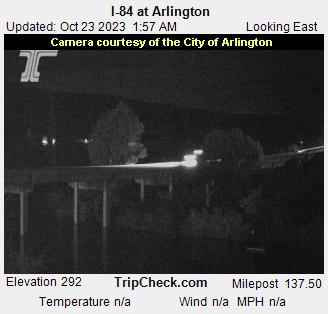 I-84 at Arlington
Updated: Oct 23 2023 1:57 AM Looking East
Camera courtesy of the City of Arlington
Elevation 292 TripCheck.com Milepost 137.50
Temperature n/a Wind n/a MPH n/a